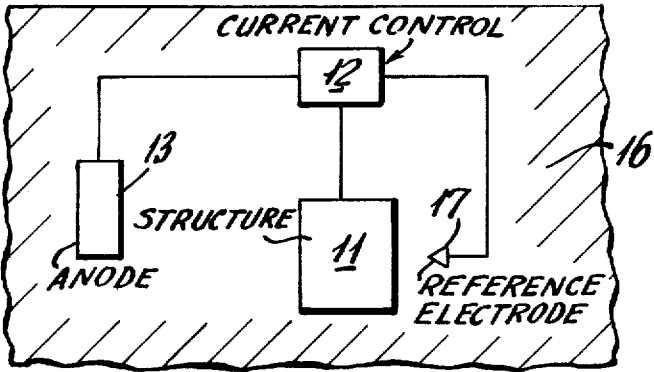 CURRENT CONTROL
12
13
16
STRUCTURE
17
11
ANODE
REFERENCE
ELECTRODE